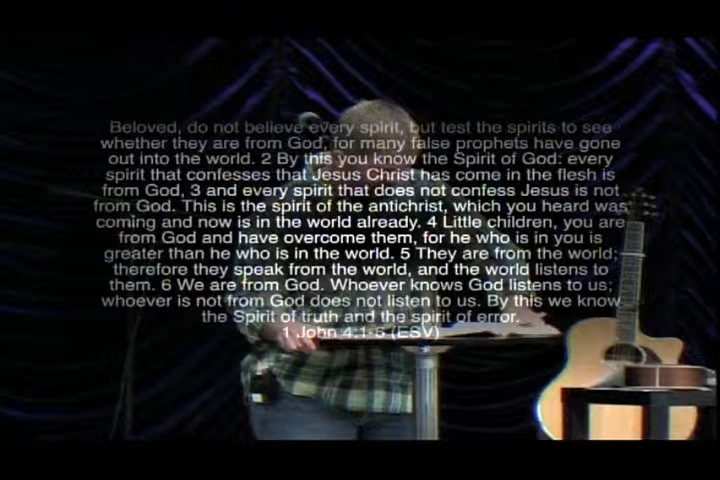 Beloved, do not believe every spirit, but test the spirits to see
whether they are from God, for many false prophets have gone
out into the world. 2 By this you know the Spirit of God: every
spirit that confesses that Jesus Christ has come in the flesh is
from God, 3 and every spirit that does not confess Jesus is not
from God. This is the spirit of the antichrist, which you heard was
coming and now is in the world already. 4 Little children, you are
from God and have overcome them, for he who is in you is
greater than he who is in the world. 5 They are from the world;
therefore they speak from the world, and the world listens to
them. 6 We are from God. Whoever knows God listens to us;
whoever is not from God does not listen to us. By this we know
the Spirit of truth and the spirit of error.
1 John 4:1-6 (ESV)